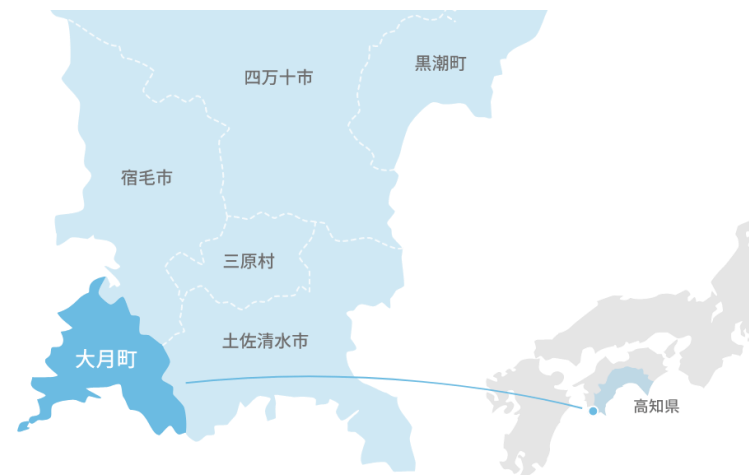 黒潮町
四万十市
宿毛市
三原村
土佐清水市
大月町
高知県